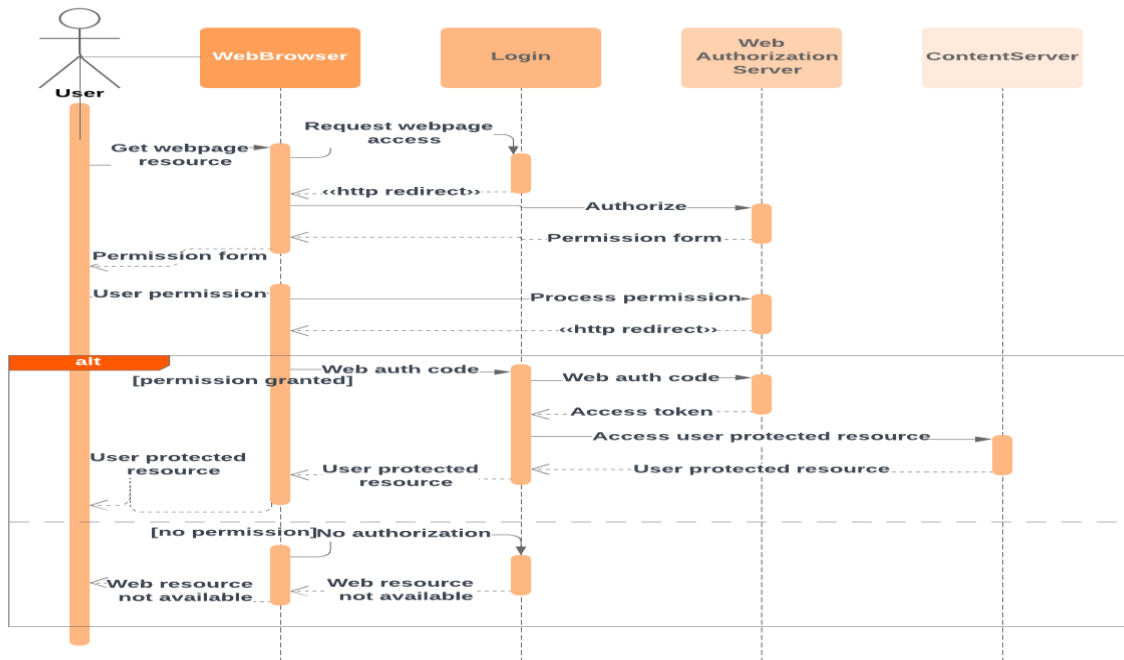 User
WebBrowser
Login
Web
Authorization
Server
ContentServer
Get webpage
resource
Request webpage
access
‹‹http redirect››
Authorize
Permission form
Permission form
User permission
Process permission
‹‹http redirect››
alt
[permission granted]
Web auth code
Web auth code
Access token
Access user protected resource
User protected
resource
User protected
resource
User protected resource
[no permission]
No authorization
Web resource
not available
Web resource
not available